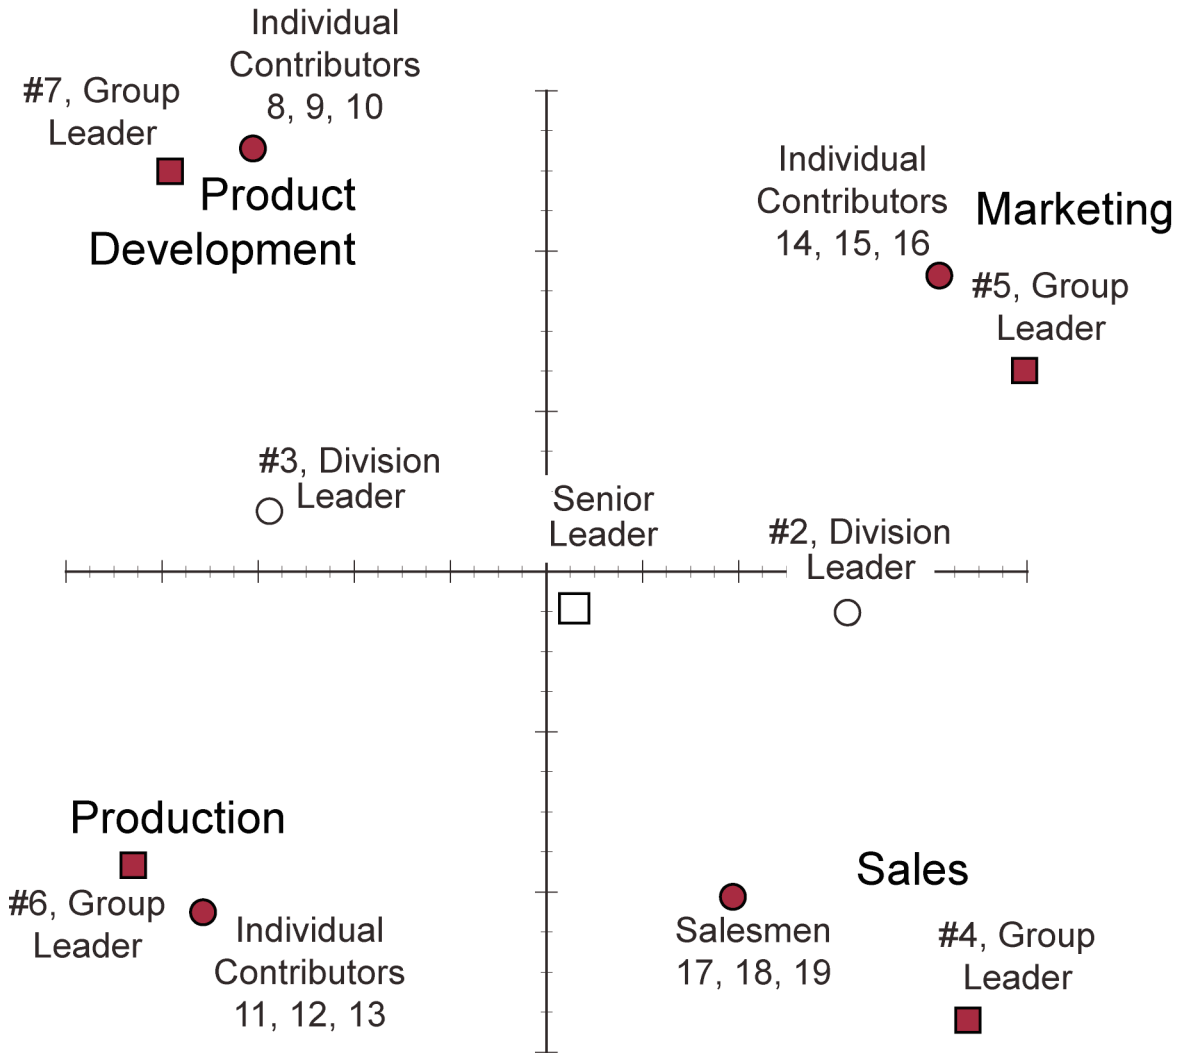 Individual
Contributors
8, 9, 10
#7, Group
Leader
Product
Development
Individual
Contributors
14, 15, 16
Marketing
#5, Group
Leader
#3, Division
Leader
Senior
Leader
#2, Division
Leader
Production
#6, Group
Leader
Individual
Contributors
11, 12, 13
Sales
Salesmen
17, 18, 19
#4, Group
Leader